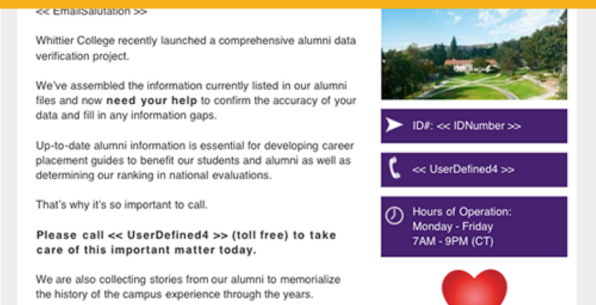 << EmailSalutation >>
Whittier College recently launched a comprehensive alumni data
verification project.
We've assembled the information currently listed in our alumni
files and now need your help to confirm the accuracy of your
data and fill in any information gaps.
Up-to-date alumni information is essential for developing career
placement guides to benefit our students and alumni as well as
determining our ranking in national evaluations.
That's why it's so important to call.
Please call << UserDefined4 >> (toll free) to take
care of this important matter today.
We are also collecting stories from our alumni to memorialize
the history of the campus experience through the years.
ID#: << IDNumber >>
<< UserDefined4 >>
Hours of Operation:
Monday - Friday
7AM - 9PM (CT)